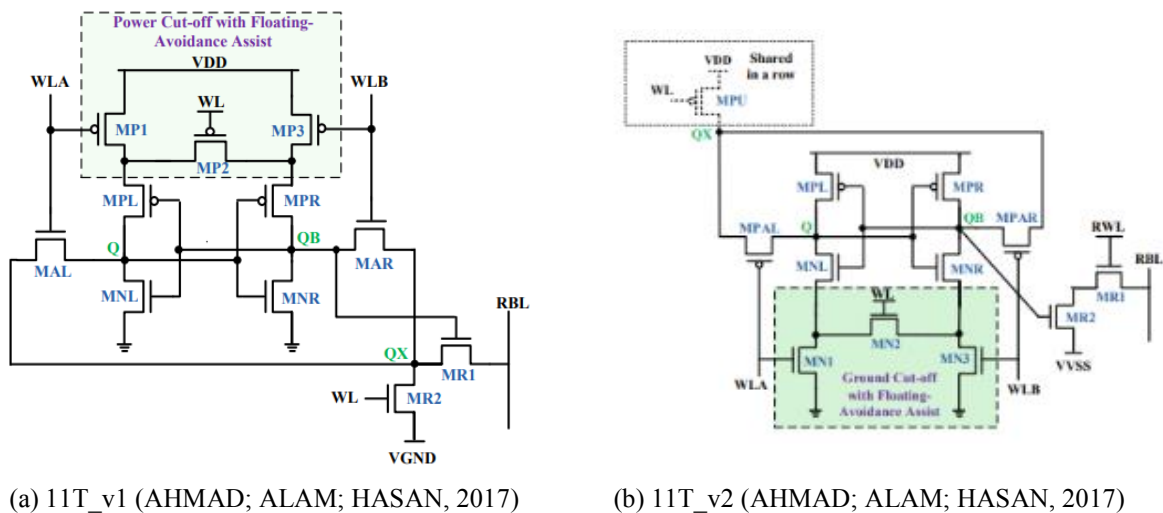 Power Cut-off with Floating-
Avoidance Assist
VDD
WLA
WLB
WL
MP1
MP3
MP2
MPL
MPR
Q
QB
MAL
MAR
MNL
MNR
RBL
QX
MR1
WL
MR2
VGND
(a) 11T_v1 (AHMAD; ALAM; HASAN, 2017)
Shared
in a row
VDD
WL
MPU
QX
VDD
MPL
MPR
Q
QB
MPAL
MPAR
RWL
RBL
MNL
MNR
MR1
WL
MR2
MN2
MN1
MN3
VVSS
WLA
WLB
Ground Cut-off
with Floating-
Avoidance Assist
(b) 11T_v2 (AHMAD; ALAM; HASAN, 2017)